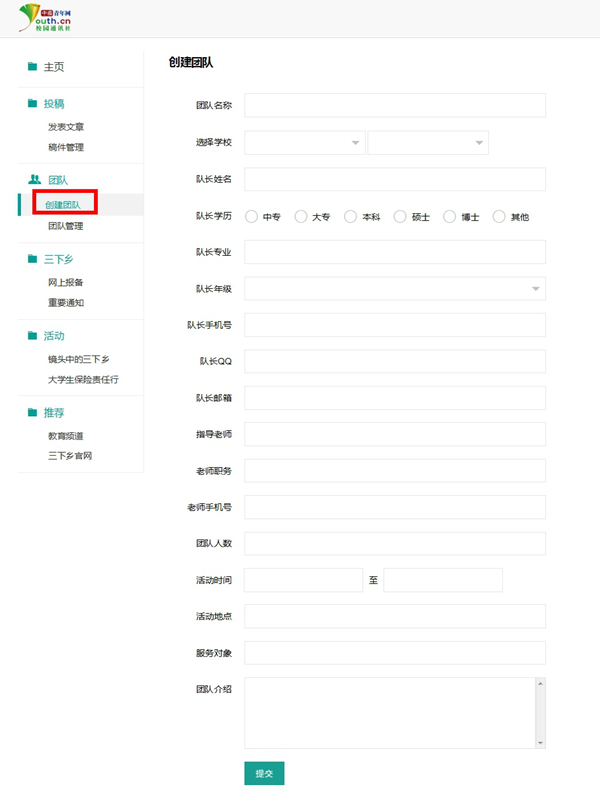 中国青年网
Youth.cn
校园通讯社
主页
投稿
发表文章
稿件管理
团队
创建团队
团队管理
三下乡
网上报备
重要通知
活动
镜头中的三下乡
大学生保险责任行
推荐
教育频道
三下乡官网
创建团队
团队名称
选择学校
队长姓名
队长学历 中专 大专 本科 硕士 博士 其他
队长专业
队长年级
队长手机号
队长QQ
队长邮箱
指导老师
老师职务
老师手机号
团队人数
活动时间 至
活动地点
服务对象
团队介绍
提交